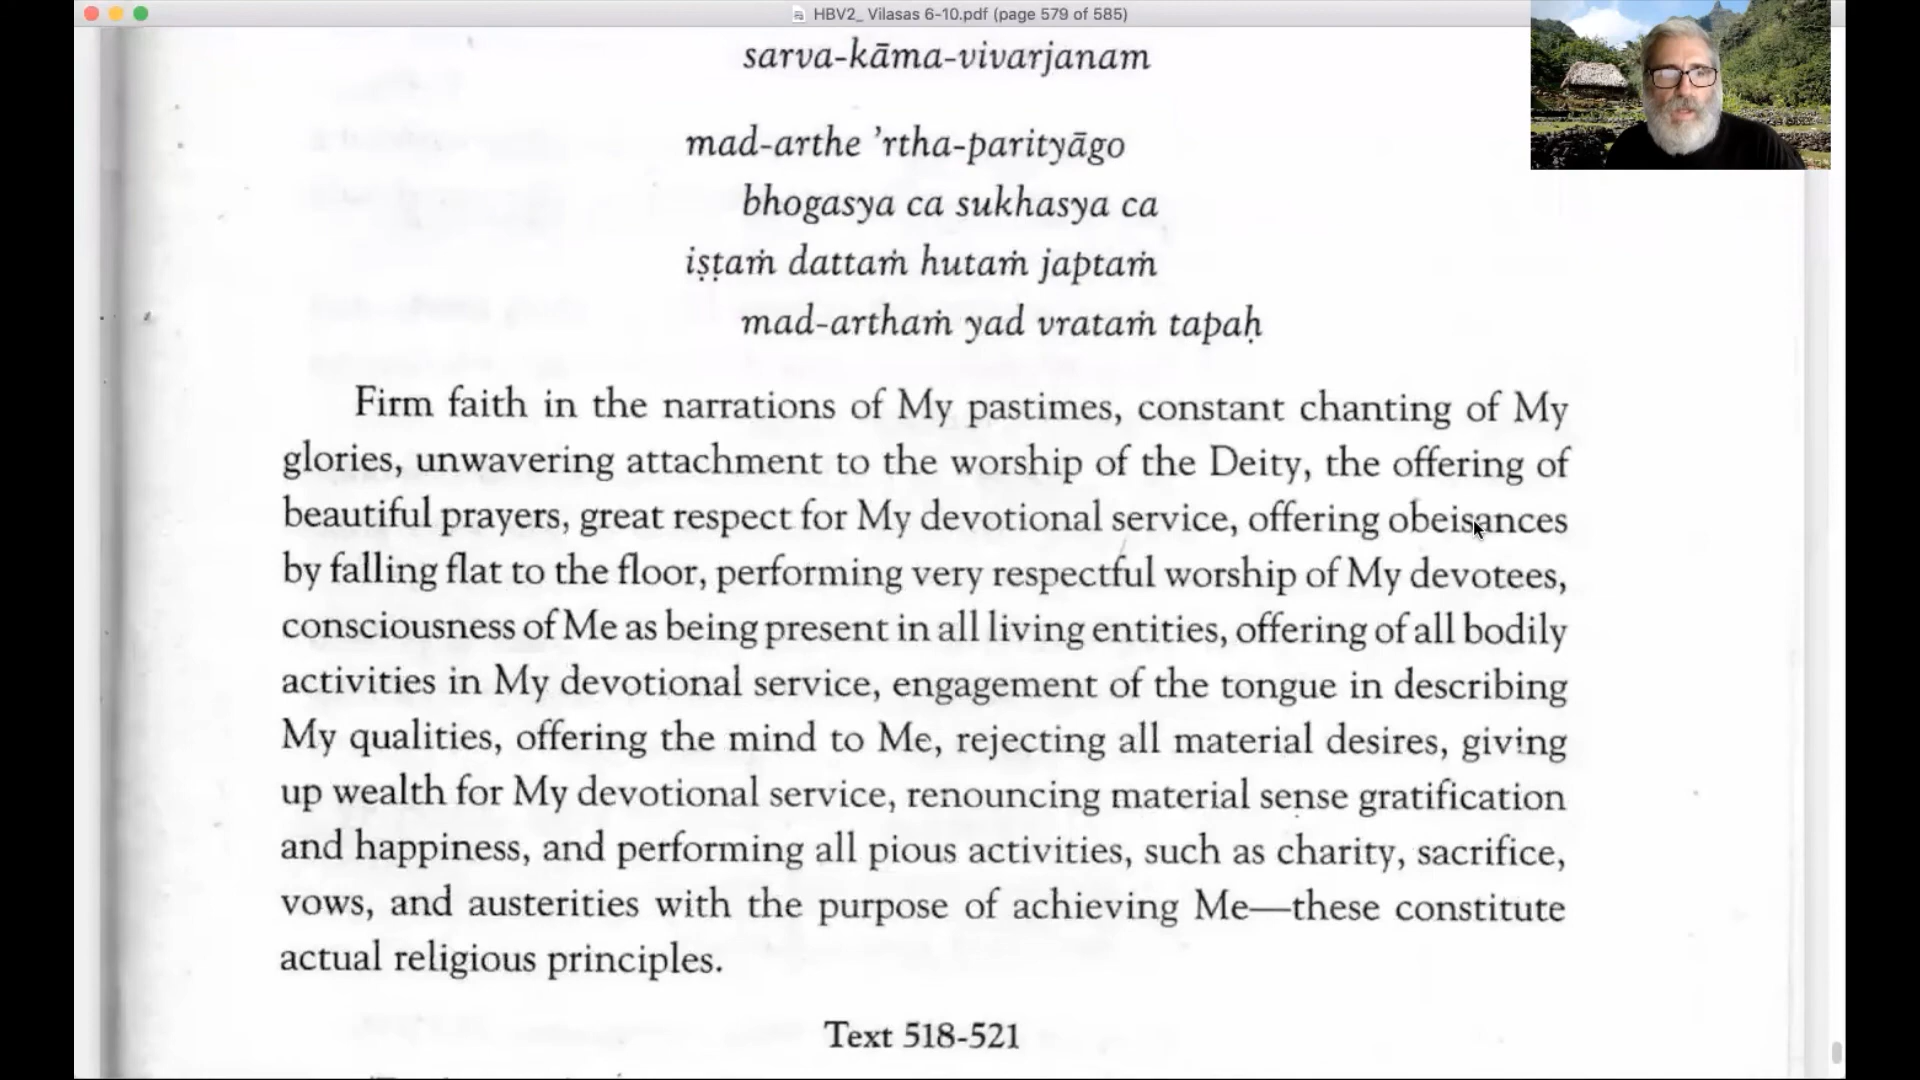 HBV2_ Vilasas 6-10.pdf (page 579 of 585)
sarva-kāma-vivarjanam
mad-arthe ’rtha-parityāgo
bhogasya ca sukhasya ca
iṣṭaṁ dattaṁ hutaṁ japtaṁ
mad-arthaṁ yad vrataṁ tapaḥ
Firm faith in the narrations of My pastimes, constant chanting of My
glories, unwavering attachment to the worship of the Deity, the offering of
beautiful prayers, great respect for My devotional service, offering obeisances
by falling flat to the floor, performing very respectful worship of My devotees,
consciousness of Me as being present in all living entities, offering of all bodily
activities in My devotional service, engagement of the tongue in describing
My qualities, offering the mind to Me, rejecting all material desires, giving
up wealth for My devotional service, renouncing material sense gratification
and happiness, and performing all pious activities, such as charity, sacrifice,
vows, and austerities with the purpose of achieving Me—these constitute
actual religious principles.
Text 518-521